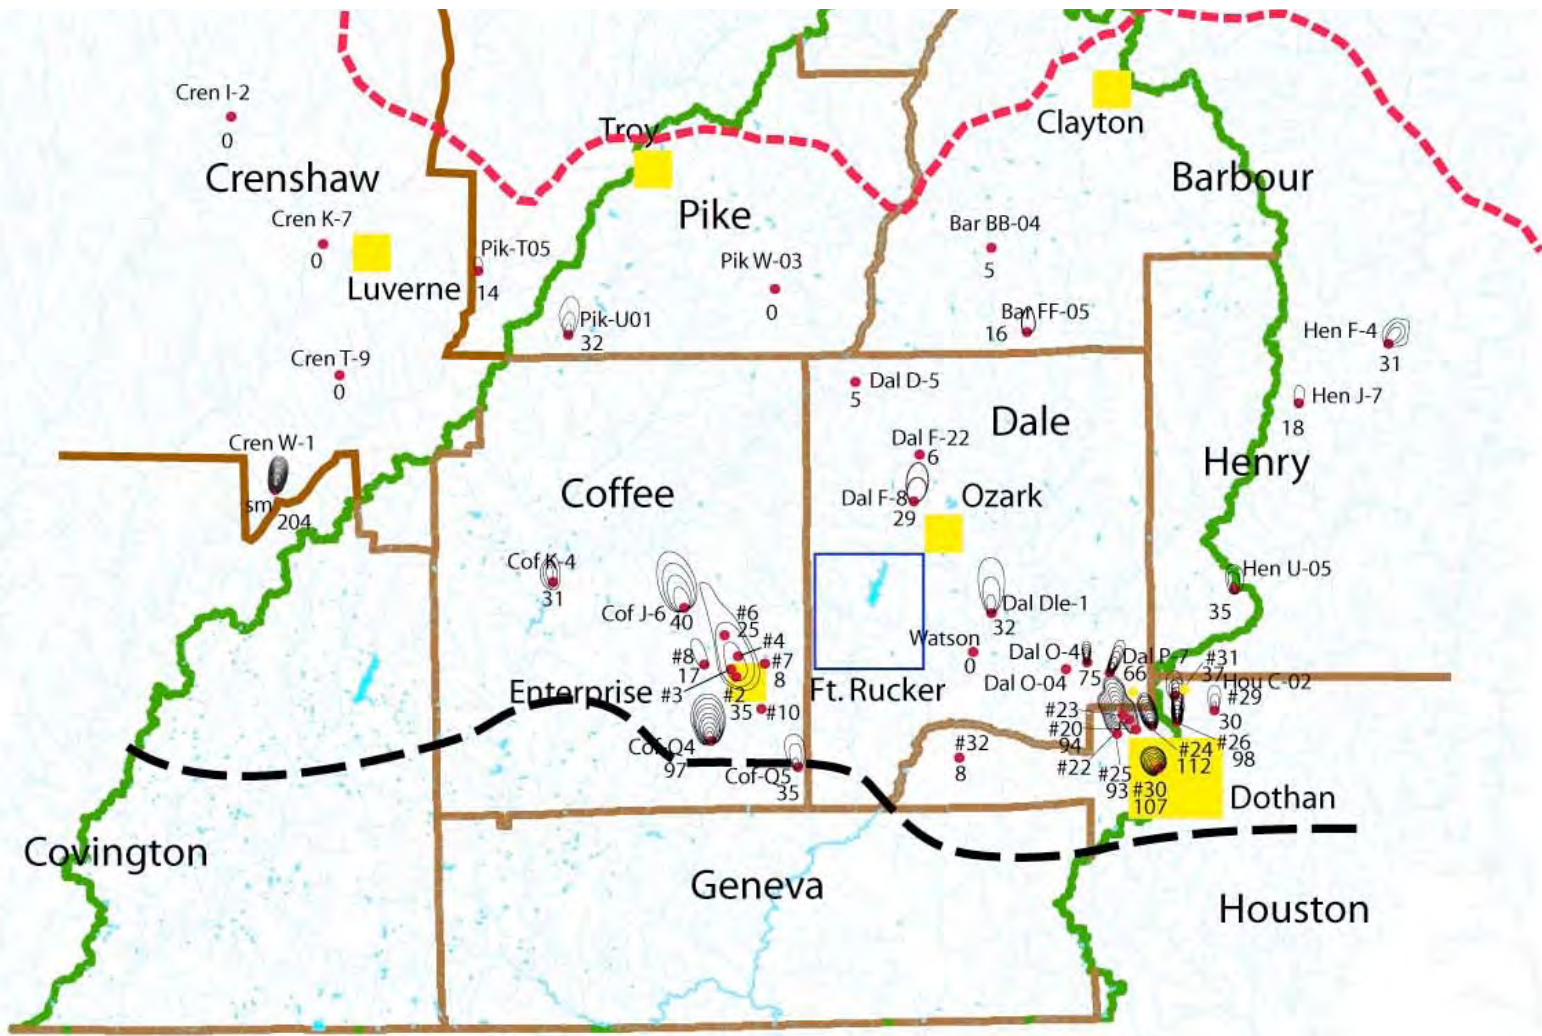 Cren I-2
0
Troy
Clayton
Crenshaw
Barbour
Cren K-7
0
Pike
Bar BB-04
5
Pik-T05
14
Pik W-03
0
Luverne
Pik-U01
32
Bar FF-05
16
Hen F-4
31
Cren T-9
0
Dal D-5
5
Hen J-7
18
Dale
Dal F-22
6
Cren W-1
sm
204
Henry
Coffee
Dal F-8
29
Ozark
Cof K-4
31
Hen U-05
35
Cof J-6
40
Dal Dle-1
32
#6
25
#4
Watson
0
#8
17
#7
8
Dal O-4
75
Dal P-7
66
#31
37
Dal O-04
Hou C-02
Enterprise
#3
#2
35
Ft. Rucker
#29
30
#10
#23
#20
94
#22
#24
112
#26
98
Cof-Q4
97
#32
8
Cof-Q5
35
#25
93
#30
107
Dothan
Covington
Geneva
Houston